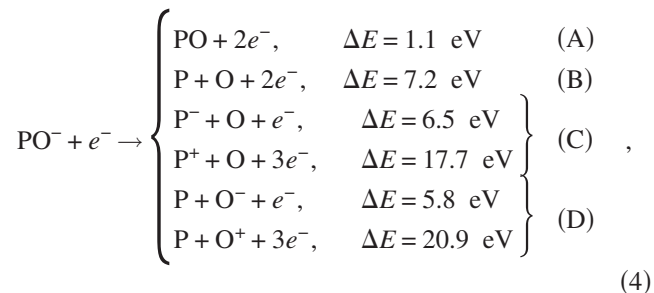 PO⁻ + e⁻ → { PO + 2e⁻, ΔE = 1.1 eV (A)
P + O + 2e⁻, ΔE = 7.2 eV (B)
P⁻ + O + e⁻, ΔE = 6.5 eV
P⁺ + O + 3e⁻, ΔE = 17.7 eV } (C) ,
P + O⁻ + e⁻, ΔE = 5.8 eV
P + O⁺ + 3e⁻, ΔE = 20.9 eV } (D)
(4)